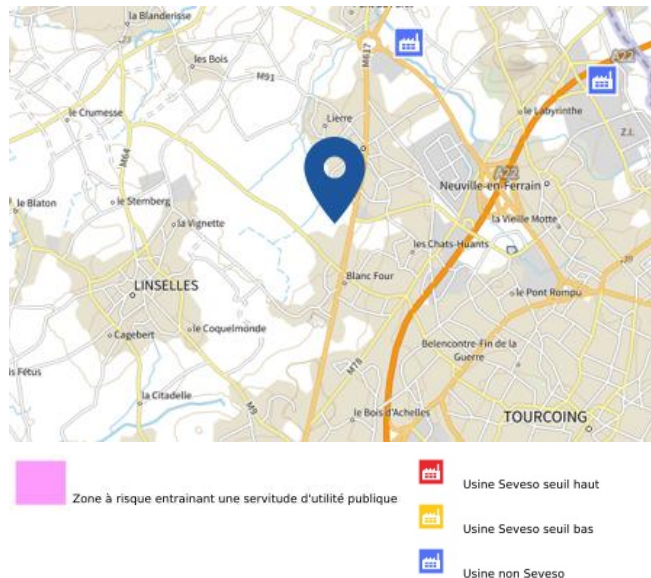 la Blanderisse
les Bois
M617
A22
M91
le Crumesse
Lierre
le Labyrinthe
Z.I.
M64
A22
Neuville-en-Ferrain
le Blaton
le Stemberg
la Vignette
la Vieille Motte
les Chats-Huants
LINSELLES
Blanc Four
le Pont Rompu
le Coquelmonde
Cagebert
Belencontre-Fin de la
Guerre
is Fétus
M78
la Citadelle
M9
le Bois d'Achelles
TOURCOING
Zone à risque entrainant une servitude d'utilité publique
Usine Seveso seuil haut
Usine Seveso seuil bas
Usine non Seveso